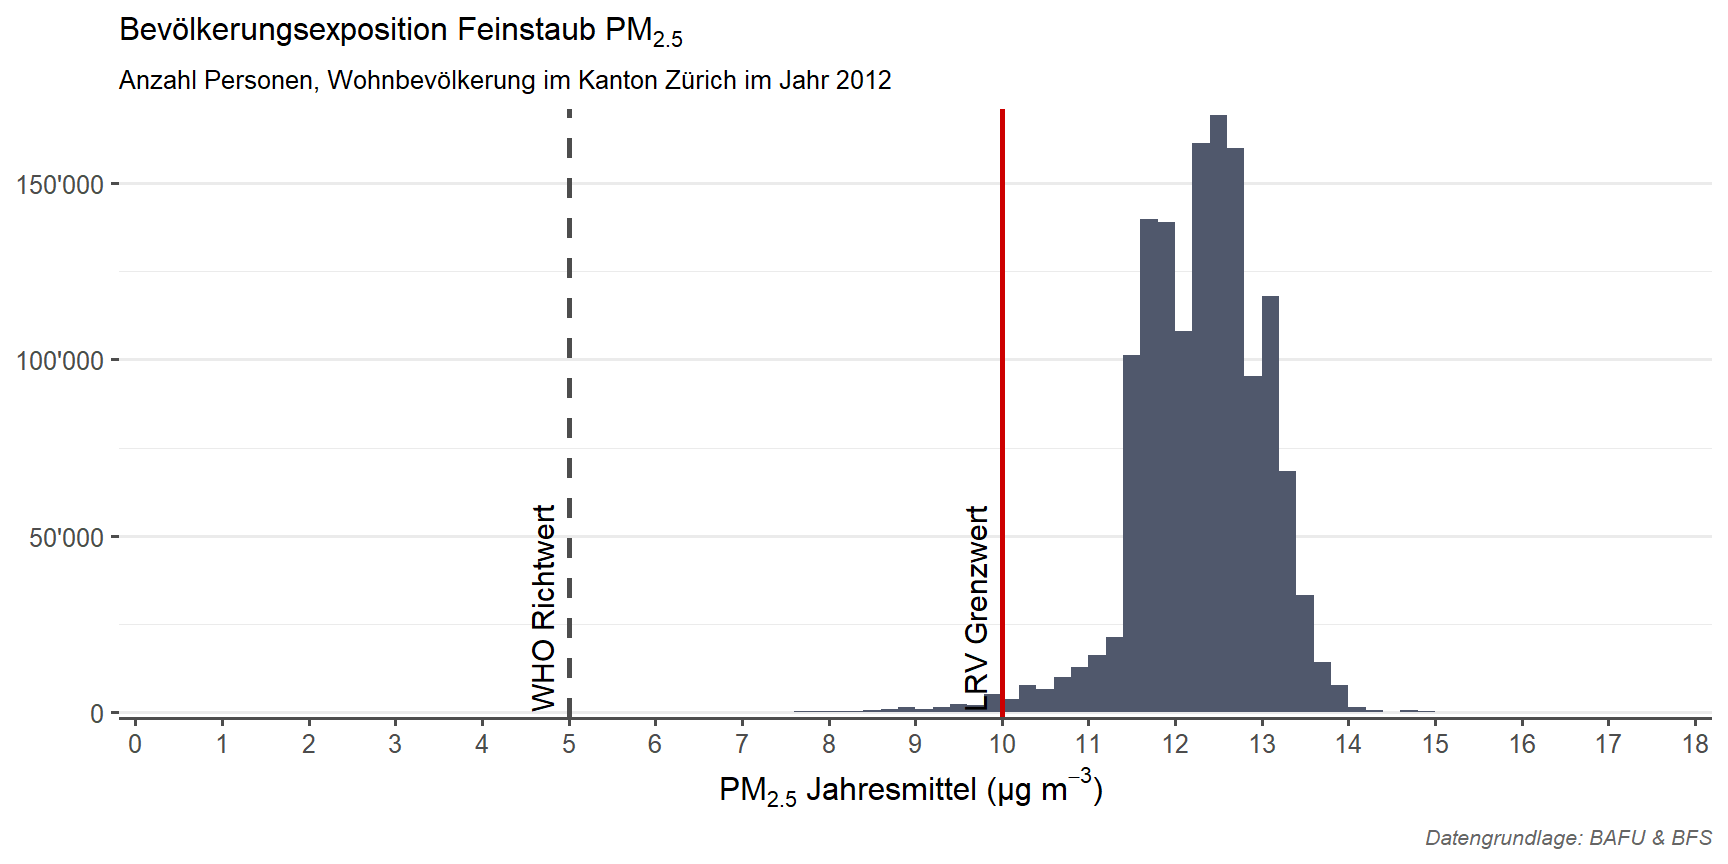 Bevölkerungsexposition Feinstaub PM₂.₅
Anzahl Personen, Wohnbevölkerung im Kanton Zürich im Jahr 2012
150'000
100'000
50'000
0
WHO Richtwert
LRV Grenzwert
0 1 2 3 4 5 6 7 8 9 10 11 12 13 14 15 16 17 18
PM₂.₅ Jahresmittel (µg m⁻³)
Datengrundlage: BAFU & BFS